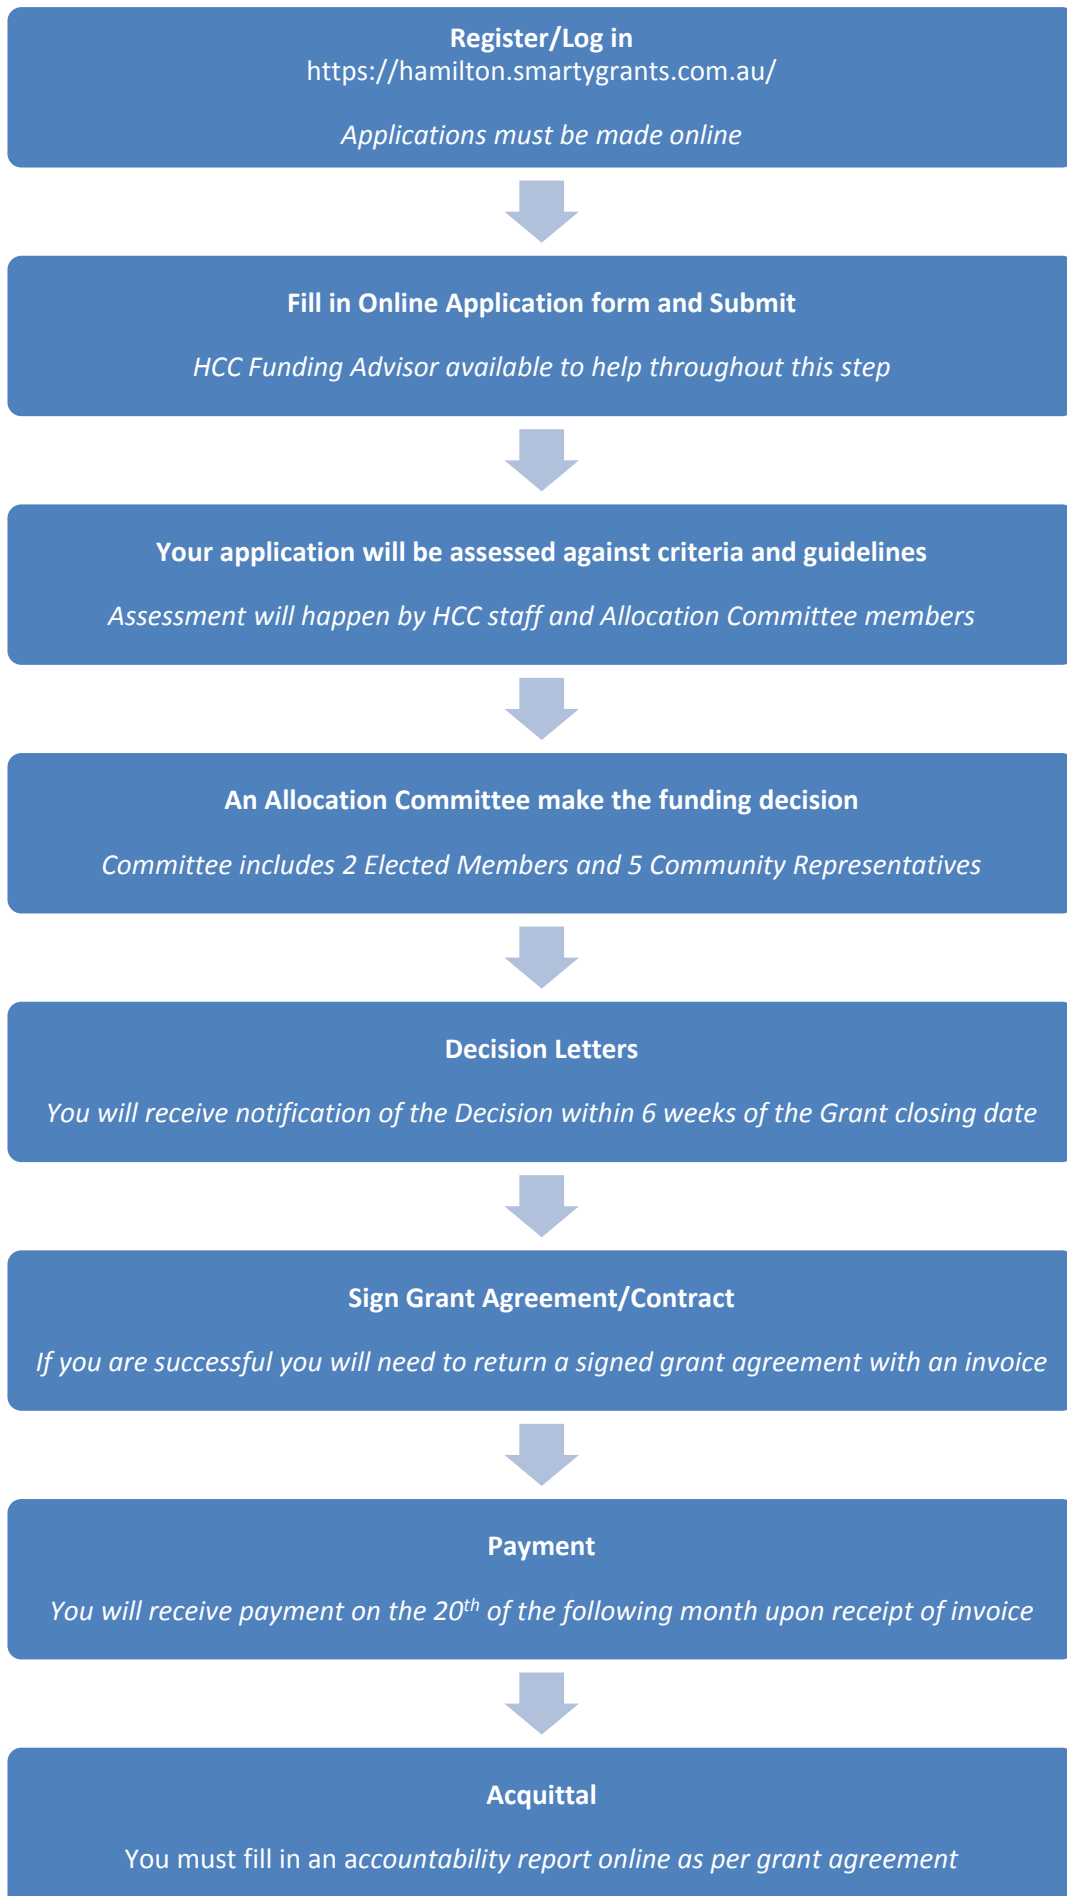 Register/Log in
https://hamilton.smartygrants.com.au/
Applications must be made online
Fill in Online Application form and Submit
HCC Funding Advisor available to help throughout this step
Your application will be assessed against criteria and guidelines
Assessment will happen by HCC staff and Allocation Committee members
An Allocation Committee make the funding decision
Committee includes 2 Elected Members and 5 Community Representatives
Decision Letters
You will receive notification of the Decision within 6 weeks of the Grant closing date
Sign Grant Agreement/Contract
If you are successful you will need to return a signed grant agreement with an invoice
Payment
You will receive payment on the 20th of the following month upon receipt of invoice
Acquittal
You must fill in an accountability report online as per grant agreement